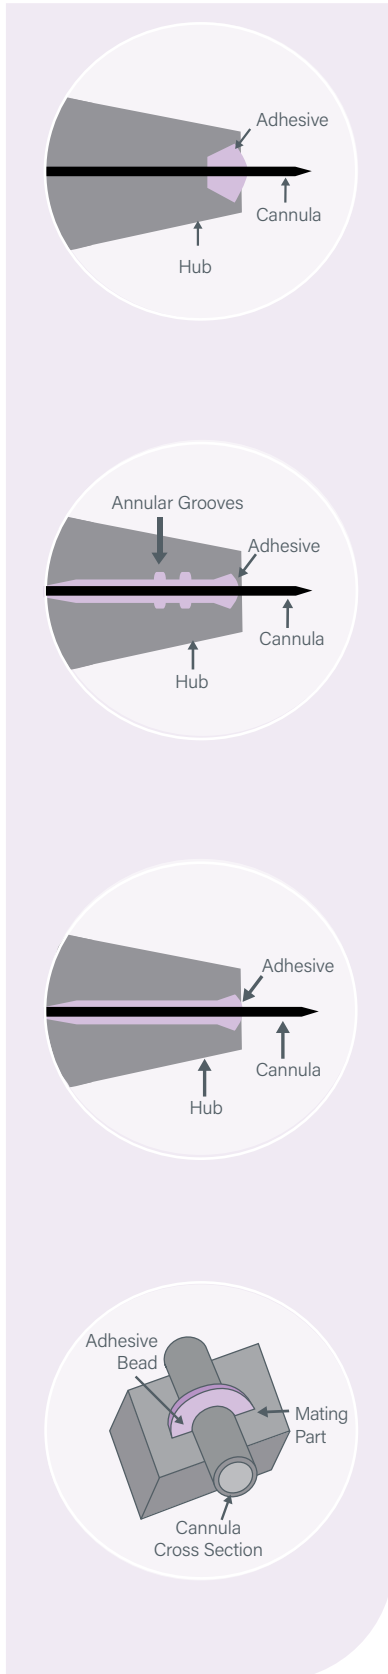 Adhesive
Cannula
Hub
Annular Grooves
Adhesive
Cannula
Hub
Adhesive
Cannula
Hub
Adhesive
Bead
Mating
Part
Cannula
Cross Section